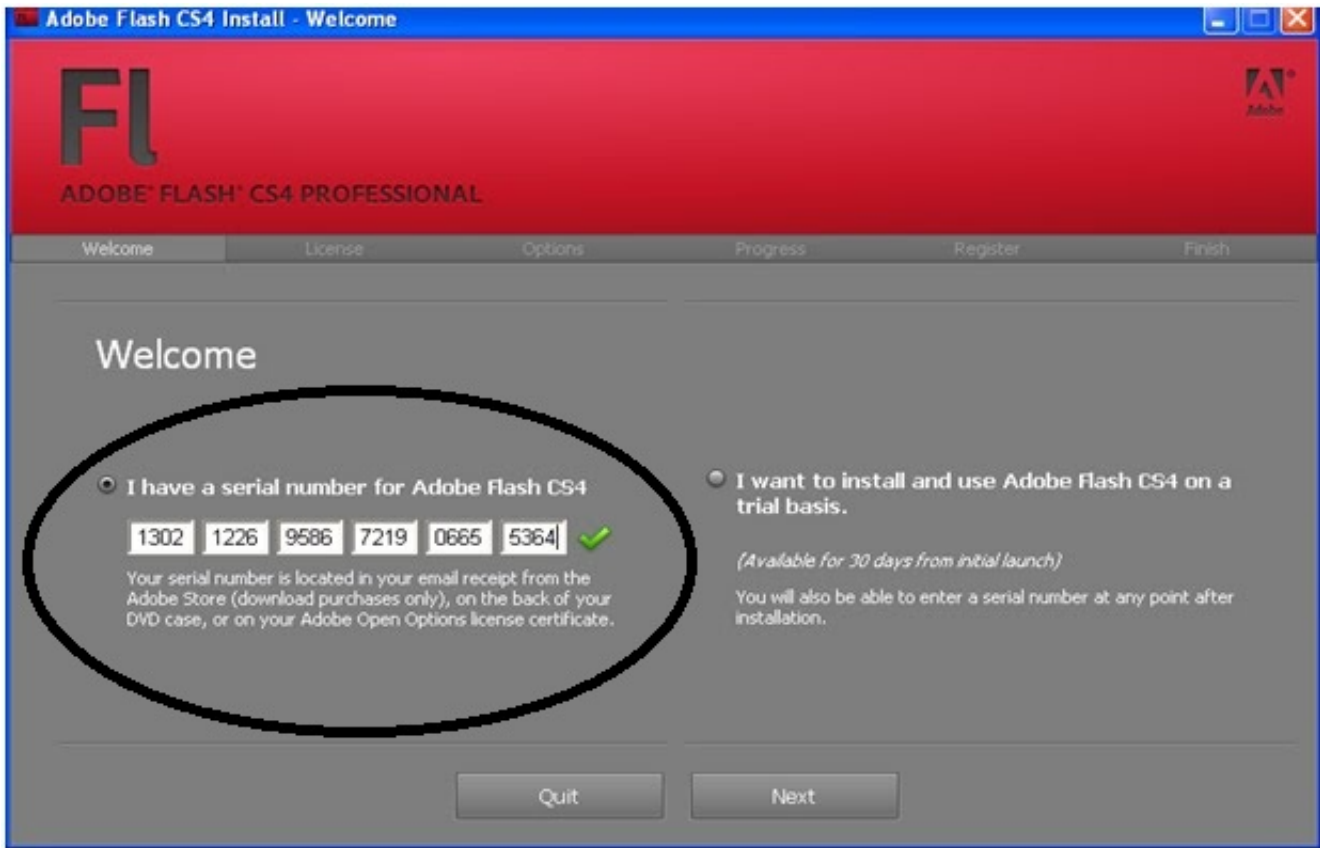 Adobe Flash CS4 Install - Welcome
Fl
Adobe®
ADOBE® FLASH® CS4 PROFESSIONAL
Welcome License Options Progress Register Finish
Welcome
I have a serial number for Adobe Flash CS4
1302 1226 9586 7219 0665 5364
Your serial number is located in your email receipt from the
Adobe Store (download purchases only), on the back of your
DVD case, or on your Adobe Open Options license certificate.
I want to install and use Adobe Flash CS4 on a
trial basis.
(Available for 30 days from initial launch)
You will also be able to enter a serial number at any point after
installation.
Quit Next